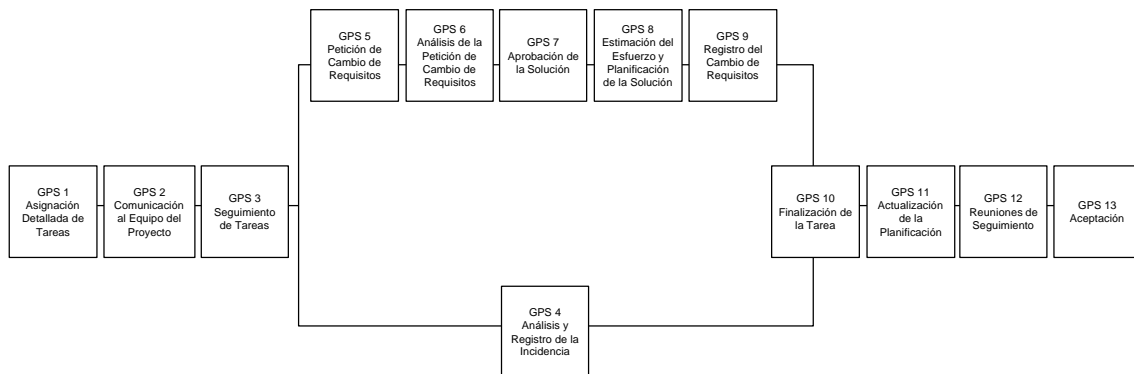 GPS 5
Petición de
Cambio de
Requisitos
GPS 6
Análisis de la
Petición de
Cambio de
Requisitos
GPS 7
Aprobación de
la Solución
GPS 8
Estimación del
Esfuerzo y
Planificación
de la Solución
GPS 9
Registro del
Cambio de
Requisitos
GPS 1
Asignación
Detallada de
Tareas
GPS 2
Comunicación
al Equipo del
Proyecto
GPS 3
Seguimiento
de Tareas
GPS 10
Finalización de
la Tarea
GPS 11
Actualización
de la
Planificación
GPS 12
Reuniones de
Seguimiento
GPS 13
Aceptación
GPS 4
Análisis y
Registro de la
Incidencia